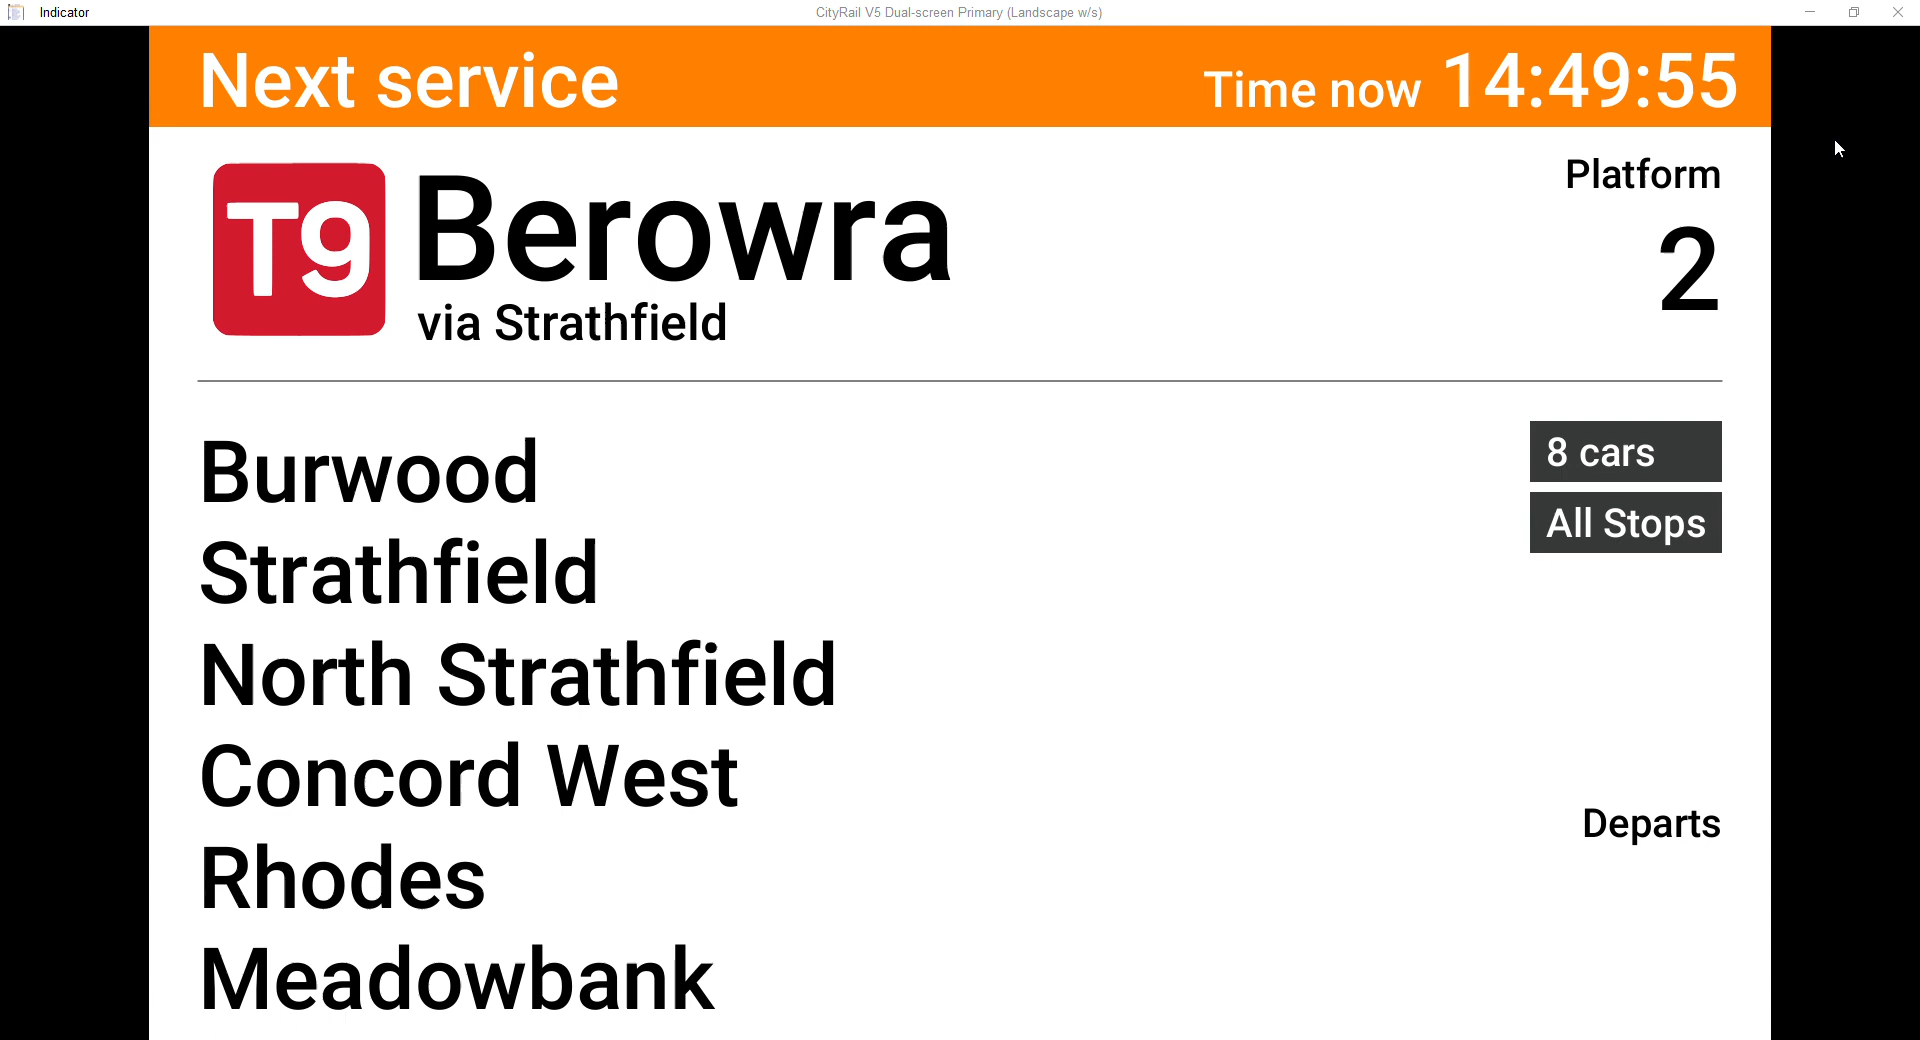 Indicator
CityRail V5 Dual-screen Primary (Landscape w/s)
Next service
Time now 14:49:55
T9
Berowra
via Strathfield
Platform
2
Burwood
Strathfield
North Strathfield
Concord West
Rhodes
Meadowbank
8 cars
All Stops
Departs